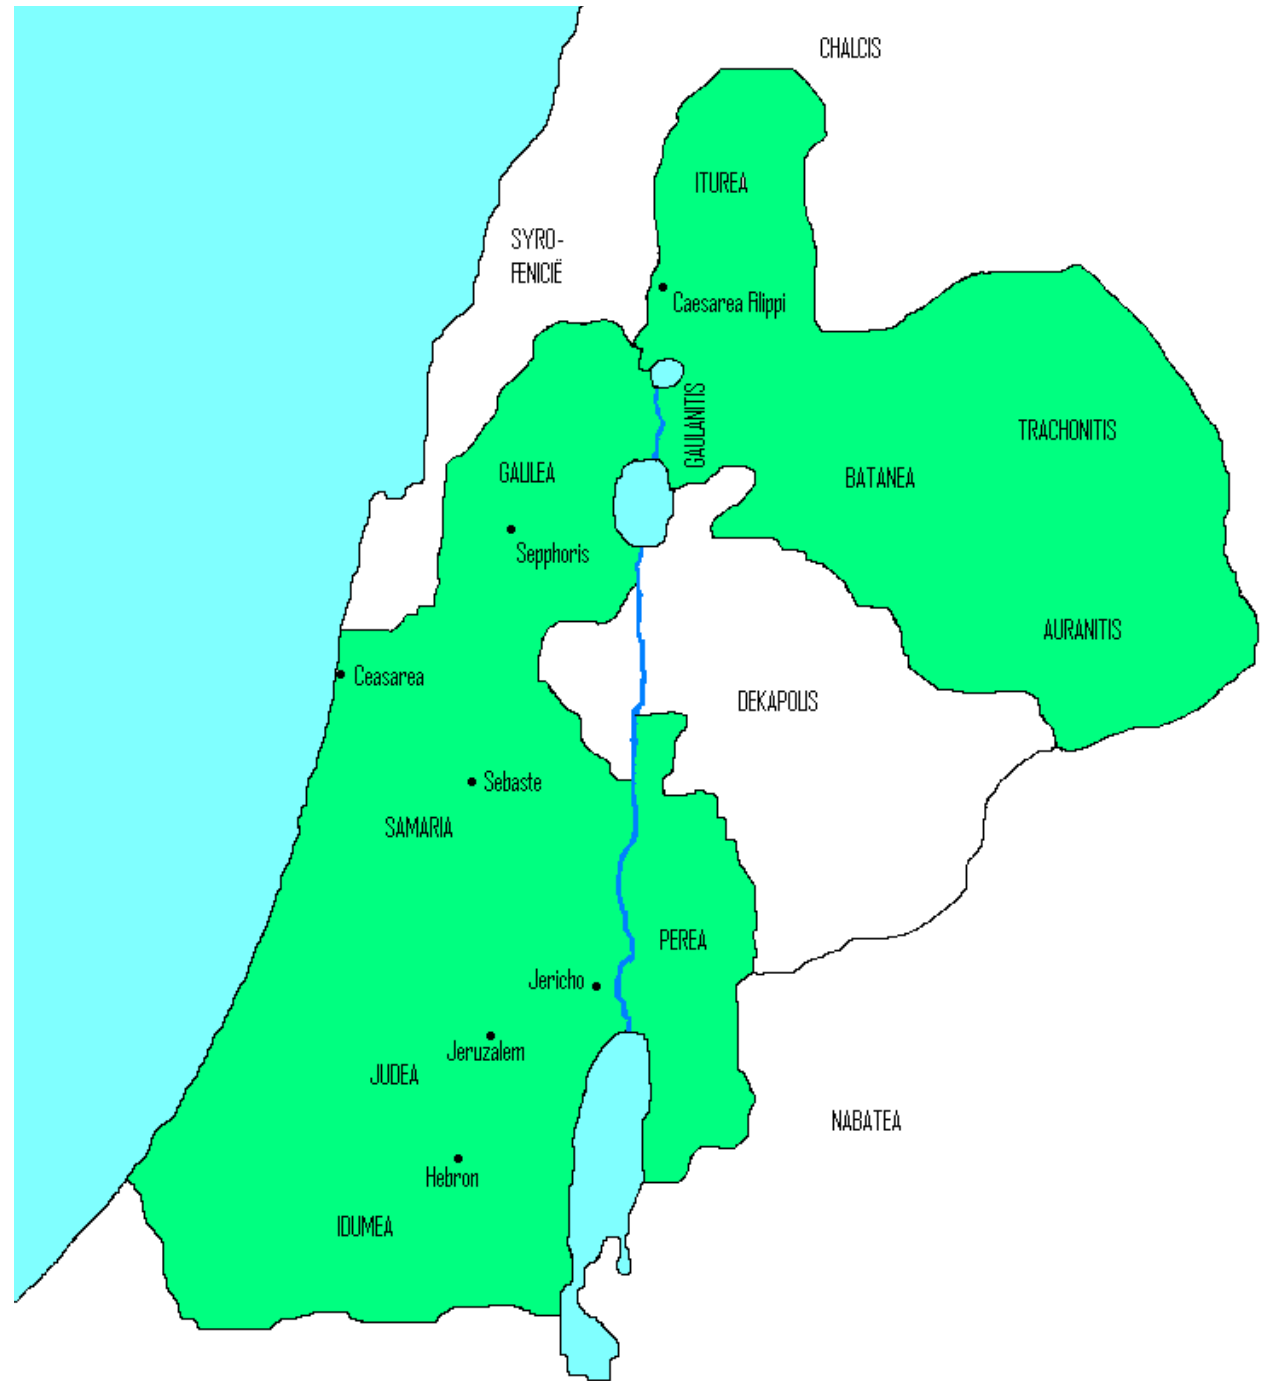 CHALCIS
ITUREA
SYRO-
FENICIË
Caesarea Filippi
GAULANITIS
TRACHONITIS
GALILEA
BATANEA
Sepphoris
AURANITIS
Ceasarea
DEKAPOLIS
Sebaste
SAMARIA
PEREA
Jericho
Jeruzalem
JUDEA
NABATEA
Hebron
IDUMEA